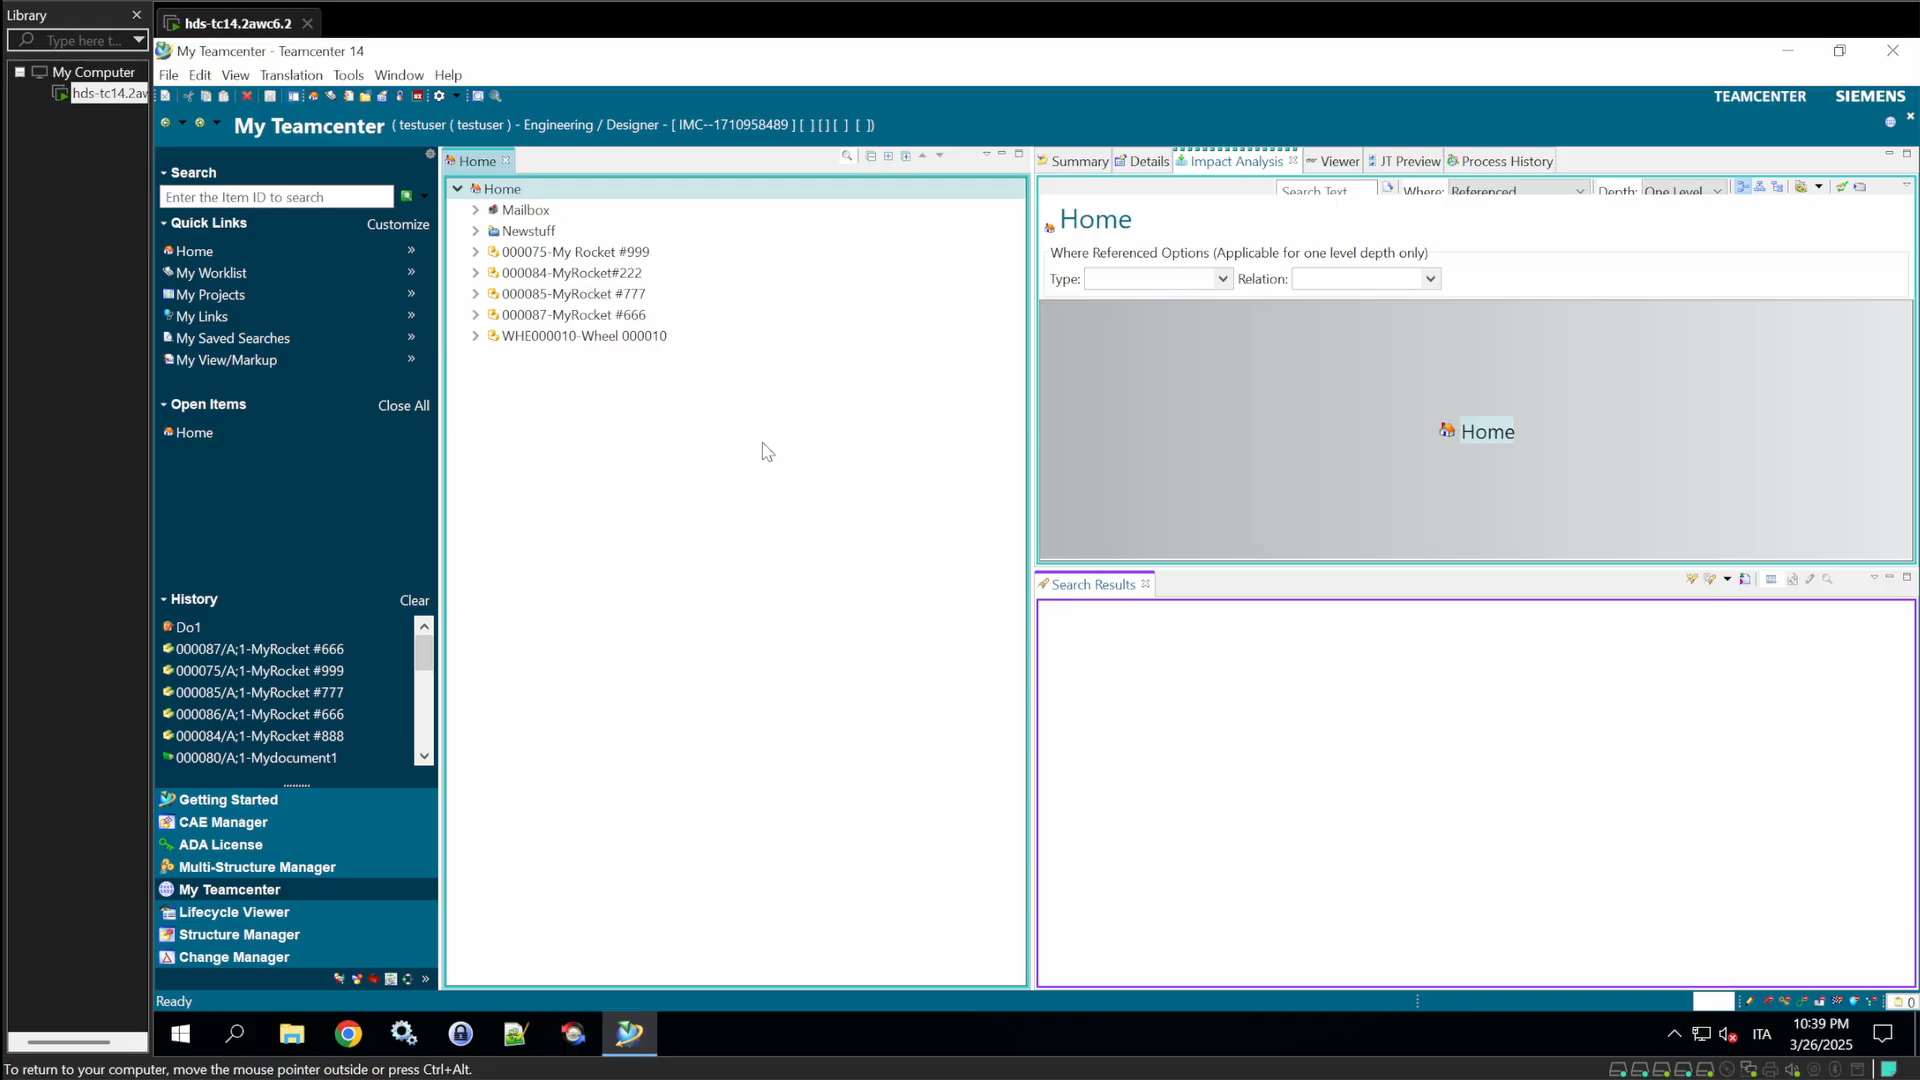 Library
hds-tc14.2awc6.2
Type here t...
My Computer
hds-tc14.2aw
My Teamcenter - Teamcenter 14
File Edit View Translation Tools Window Help
TEAMCENTER SIEMENS
My Teamcenter ( testuser ( testuser ) - Engineering / Designer - [ IMC--1710958489 ] [ ] [ ] [ ] [ ])
Search
Enter the Item ID to search
Quick Links Customize
Home
My Worklist
My Projects
My Links
My Saved Searches
My View/Markup
Open Items Close All
Home
History Clear
Do1
000087/A;1-MyRocket #666
000075/A;1-MyRocket #999
000085/A;1-MyRocket #777
000086/A;1-MyRocket #666
000084/A;1-MyRocket #888
000080/A;1-Mydocument1
Getting Started
CAE Manager
ADA License
Multi-Structure Manager
My Teamcenter
Lifecycle Viewer
Structure Manager
Change Manager
Home
Home
Mailbox
Newstuff
000075-My Rocket #999
000084-MyRocket#222
000085-MyRocket #777
000087-MyRocket #666
WHE000010-Wheel 000010
Summary Details Impact Analysis Viewer JT Preview Process History
Search Text Where: Referenced Depth: One Level
Home
Where Referenced Options (Applicable for one level depth only)
Type: Relation:
Home
Search Results
Ready
0
ITA
10:39 PM
3/26/2025
To return to your computer, move the mouse pointer outside or press Ctrl+Alt.